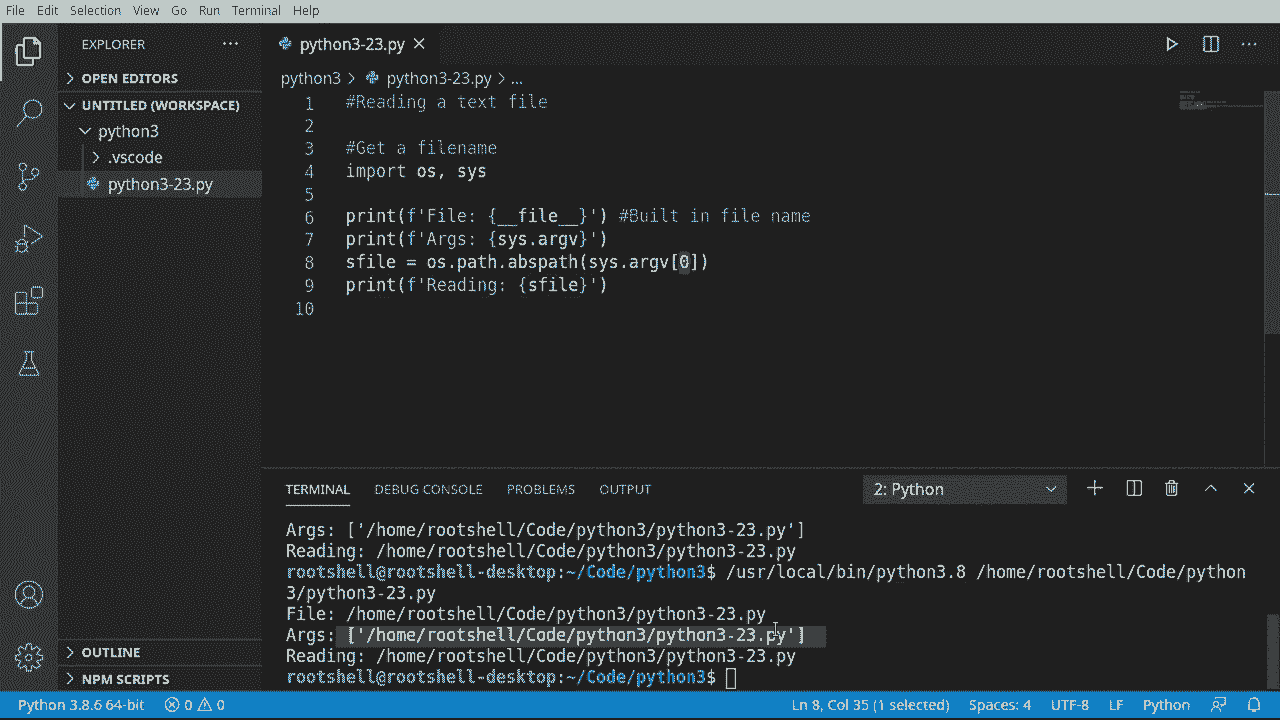 File Edit Selection View Go Run Terminal Help
EXPLORER
OPEN EDITORS
UNTITLED (WORKSPACE)
python3
.vscode
python3-23.py
OUTLINE
NPM SCRIPTS
python3-23.py
python3 > python3-23.py > ...
1 #Reading a text file
2
3 #Get a filename
4 import os, sys
5
6 print(f'File: {__file__}') #Built in file name
7 print(f'Args: {sys.argv}')
8 sfile = os.path.abspath(sys.argv[0])
9 print(f'Reading: {sfile}')
10
TERMINAL DEBUG CONSOLE PROBLEMS OUTPUT 2: Python
Args: ['/home/rootshell/Code/python3/python3-23.py']
Reading: /home/rootshell/Code/python3/python3-23.py
rootshell@rootshell-desktop:~/Code/python3$ /usr/local/bin/python3.8 /home/rootshell/Code/python
3/python3-23.py
File: /home/rootshell/Code/python3/python3-23.py
Args: ['/home/rootshell/Code/python3/python3-23.py']
Reading: /home/rootshell/Code/python3/python3-23.py
rootshell@rootshell-desktop:~/Code/python3$
Python 3.8.6 64-bit 0 0 Ln 8, Col 35 (1 selected) Spaces: 4 UTF-8 LF Python